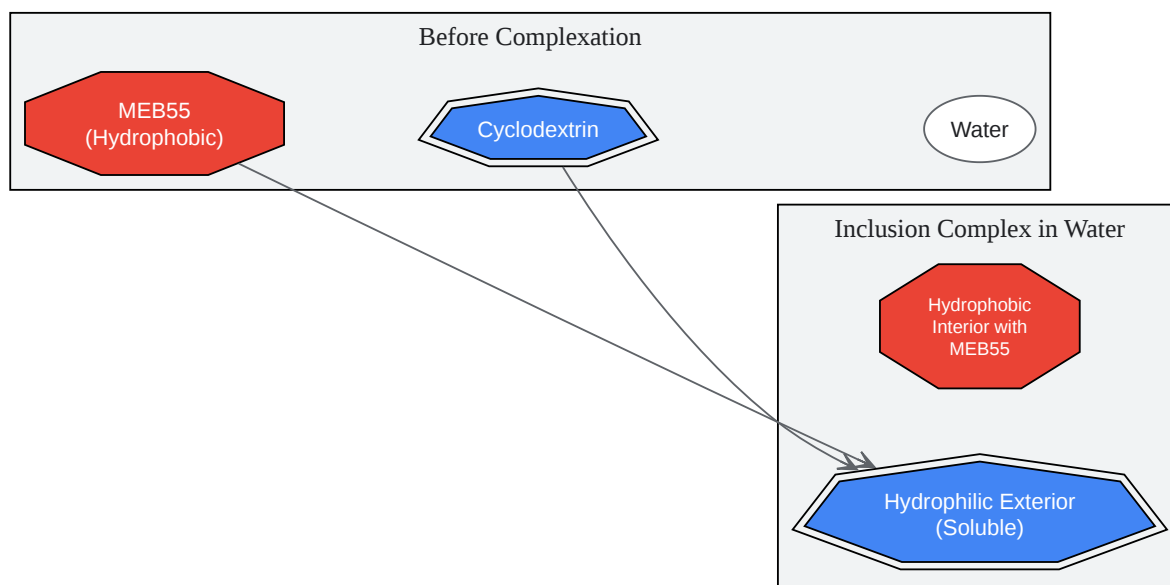 Before Complexation
MEB55
(Hydrophobic)
Cyclodextrin
Water
Inclusion Complex in Water
Hydrophobic
Interior with
MEB55
Hydrophilic Exterior
(Soluble)